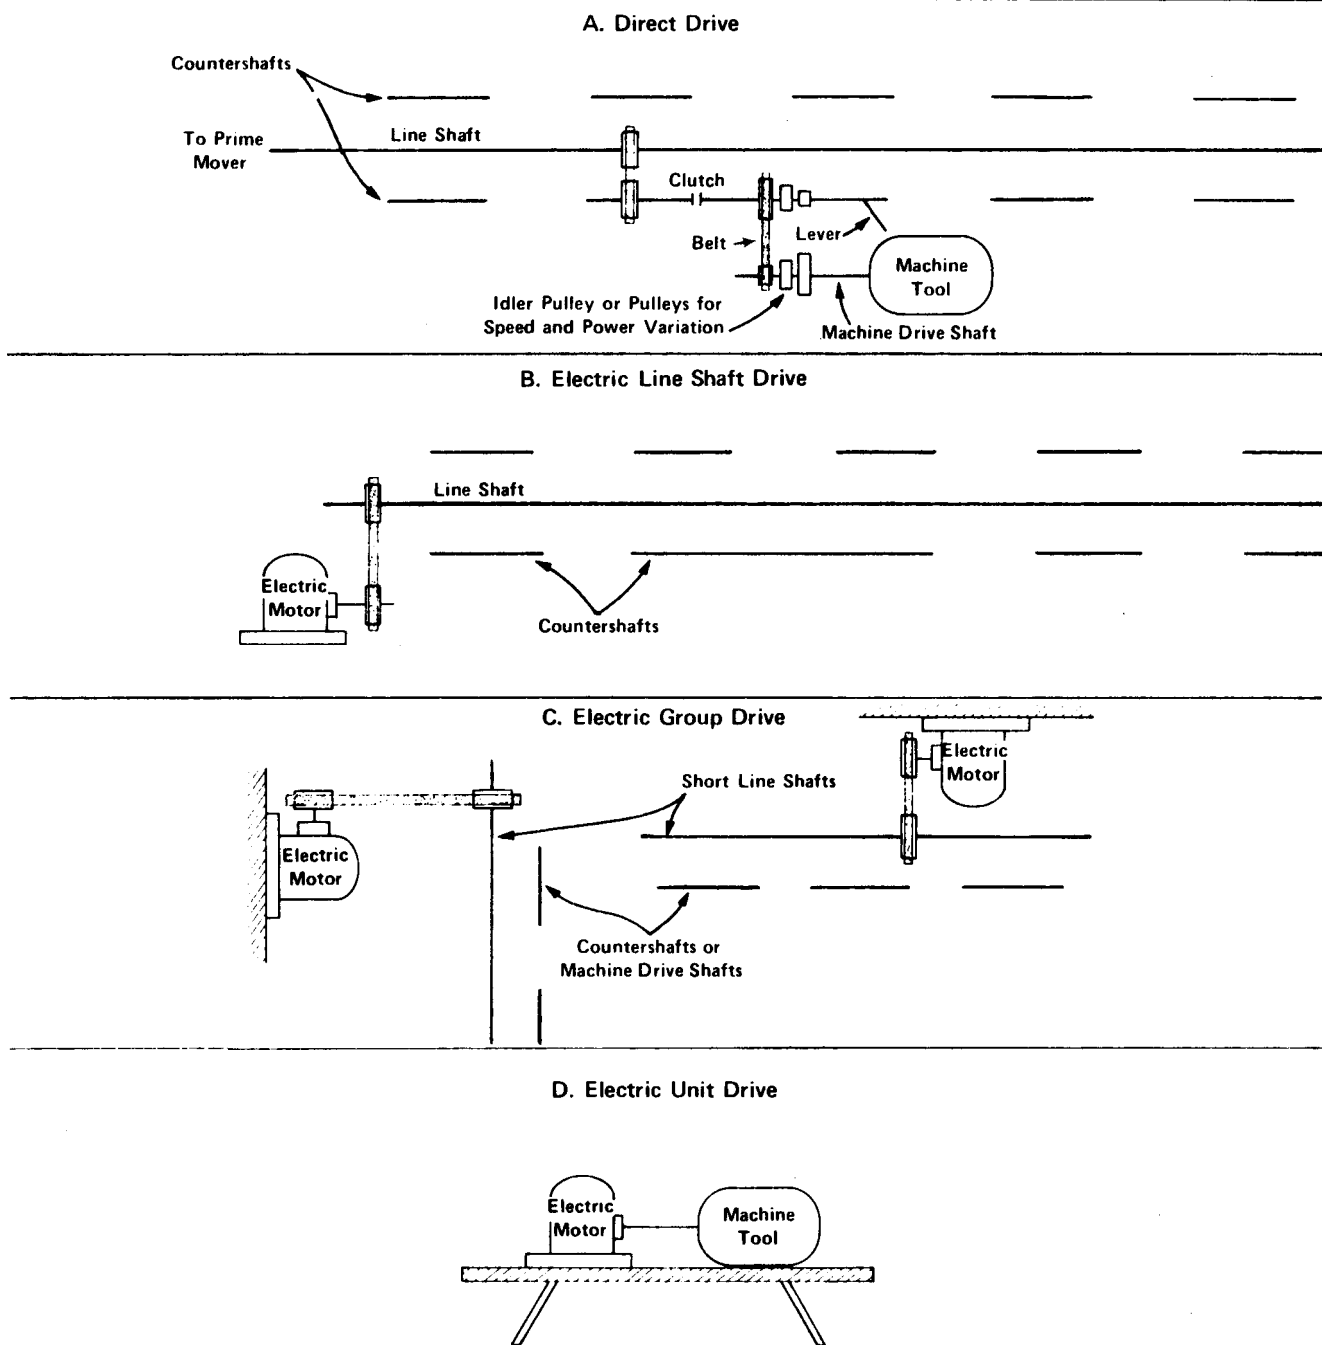 A. Direct Drive
Countershafts
To Prime
Mover
Line Shaft
Clutch
Belt
Lever
Machine
Tool
Idler Pulley or Pulleys for
Speed and Power Variation
Machine Drive Shaft
B. Electric Line Shaft Drive
Line Shaft
Electric
Motor
Countershafts
C. Electric Group Drive
Electric
Motor
Short Line Shafts
Electric
Motor
Countershafts or
Machine Drive Shafts
D. Electric Unit Drive
Electric
Motor
Machine
Tool